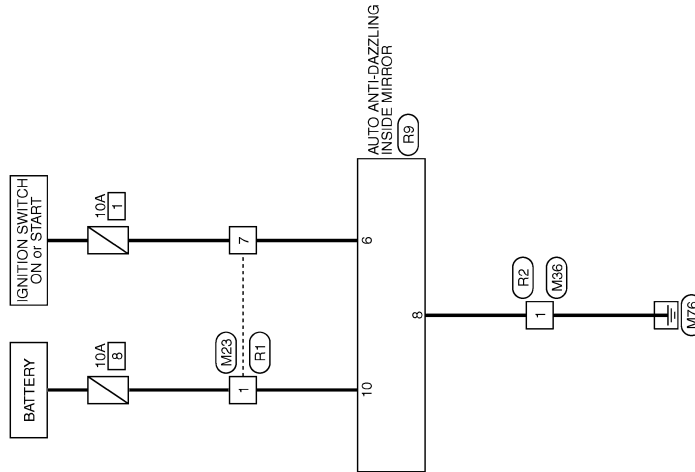 BATTERY
IGNITION SWITCH
ON or START
10A
8
10A
1
M23
1
7
R1
10
6
AUTO ANTI-DAZZLING
INSIDE MIRROR
R9
8
R2
1
M36
M76